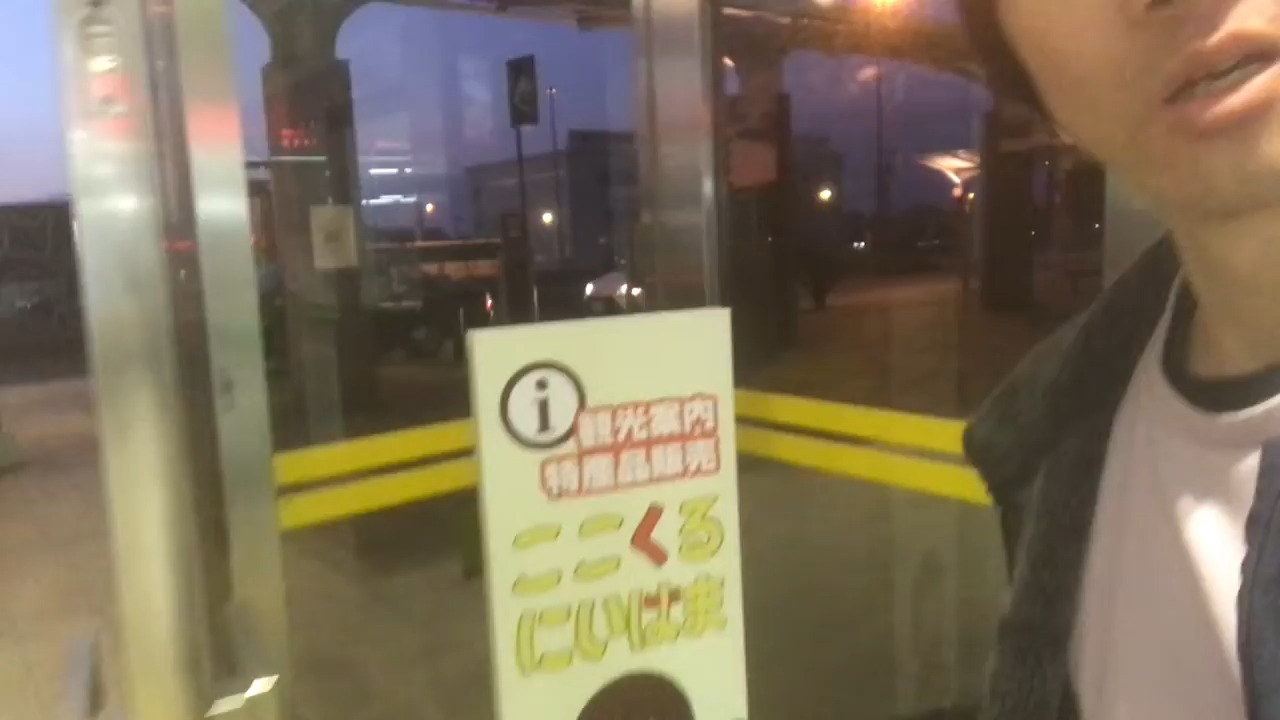 i 観光案内
特産品販売
ここくる
にいはま